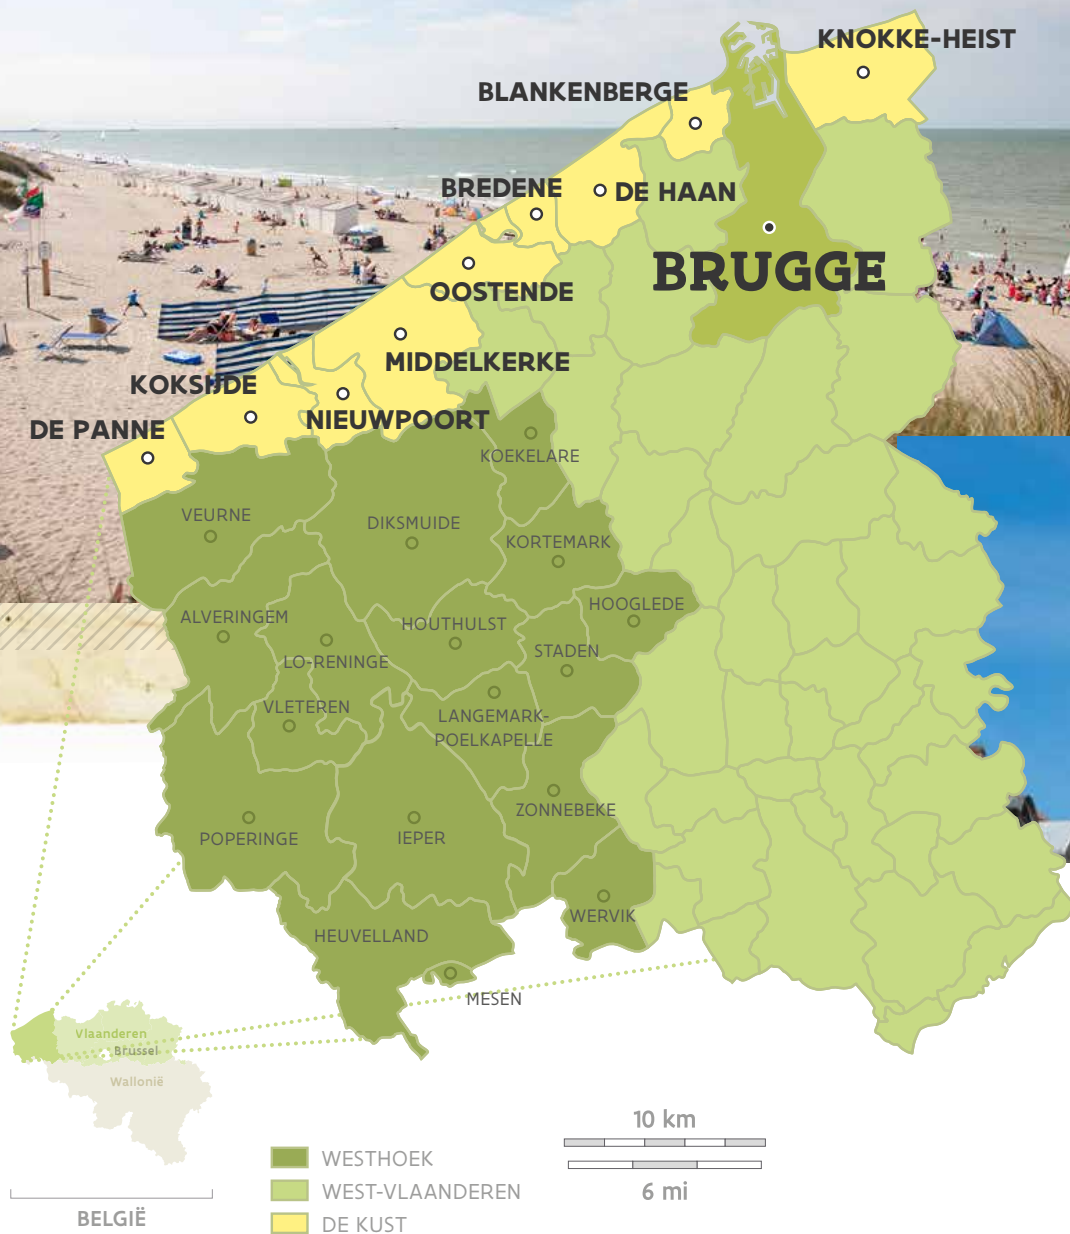 KNOKKE-HEIST
BLANKENBERGE
BREDENE
DE HAAN
BRUGGE
OOSTENDE
MIDDELKERKE
KOKSIJDE
NIEUWPOORT
DE PANNE
KOEKELARE
VEURNE
DIKSMUIDE
KORTEMARK
HOOGLEDE
ALVERINGEM
HOUTHULST
STADEN
LO-RENINGE
VLETEREN
LANGEMARK-
POELKAPELLE
ZONNEBEKE
POPERINGE
IEPER
WERVIK
HEUVELLAND
MESEN
Vlaanderen
Brussel
Wallonië
BELGIË
WESTHOEK
WEST-VLAANDEREN
DE KUST
10 km
6 mi